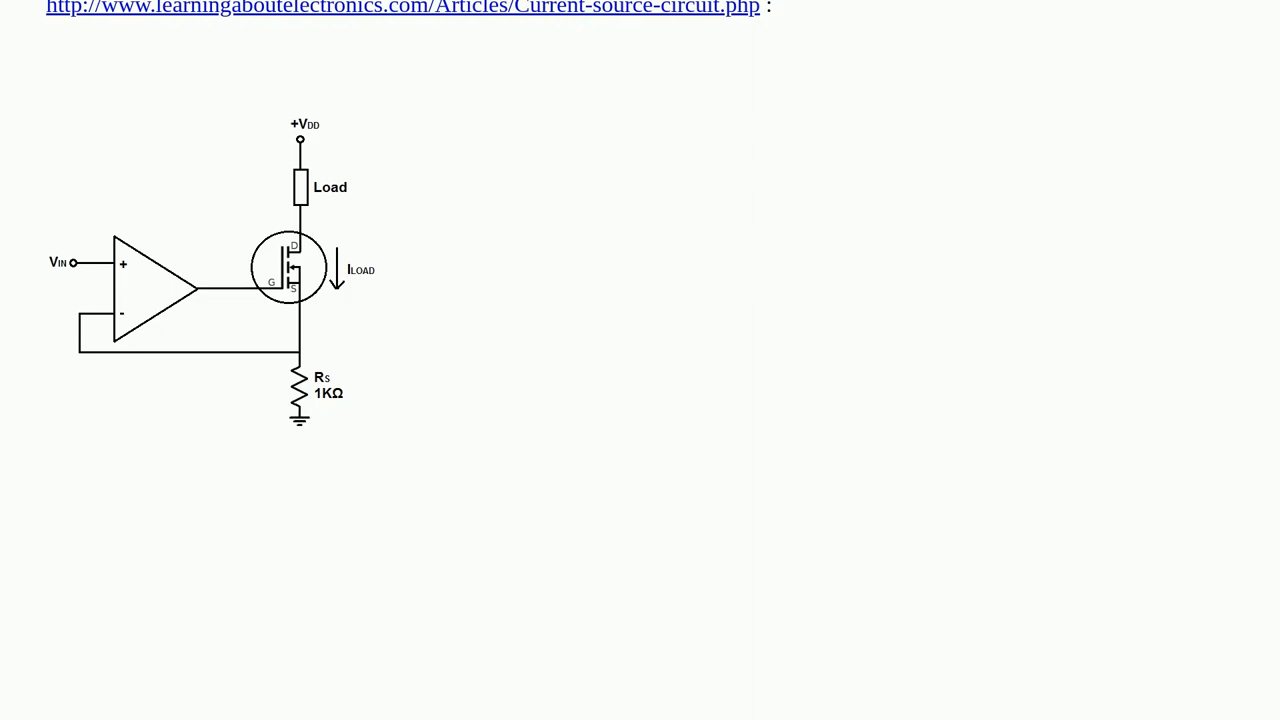 http://www.learningaboutelectronics.com/Articles/Current-source-circuit.php :
+VDD
Load
D
VIN
+
ILOAD
G
S
-
RS
1KΩ